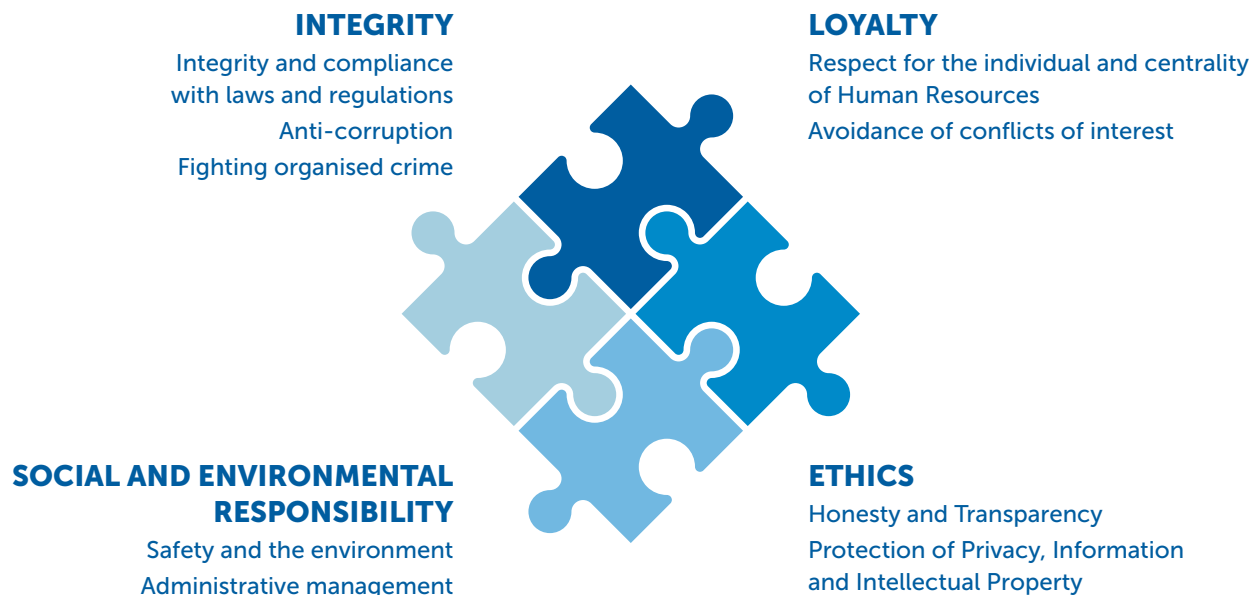 INTEGRITY
Integrity and compliance
with laws and regulations
Anti-corruption
Fighting organised crime
LOYALTY
Respect for the individual and centrality
of Human Resources
Avoidance of conflicts of interest
SOCIAL AND ENVIRONMENTAL
RESPONSIBILITY
Safety and the environment
Administrative management
ETHICS
Honesty and Transparency
Protection of Privacy, Information
and Intellectual Property